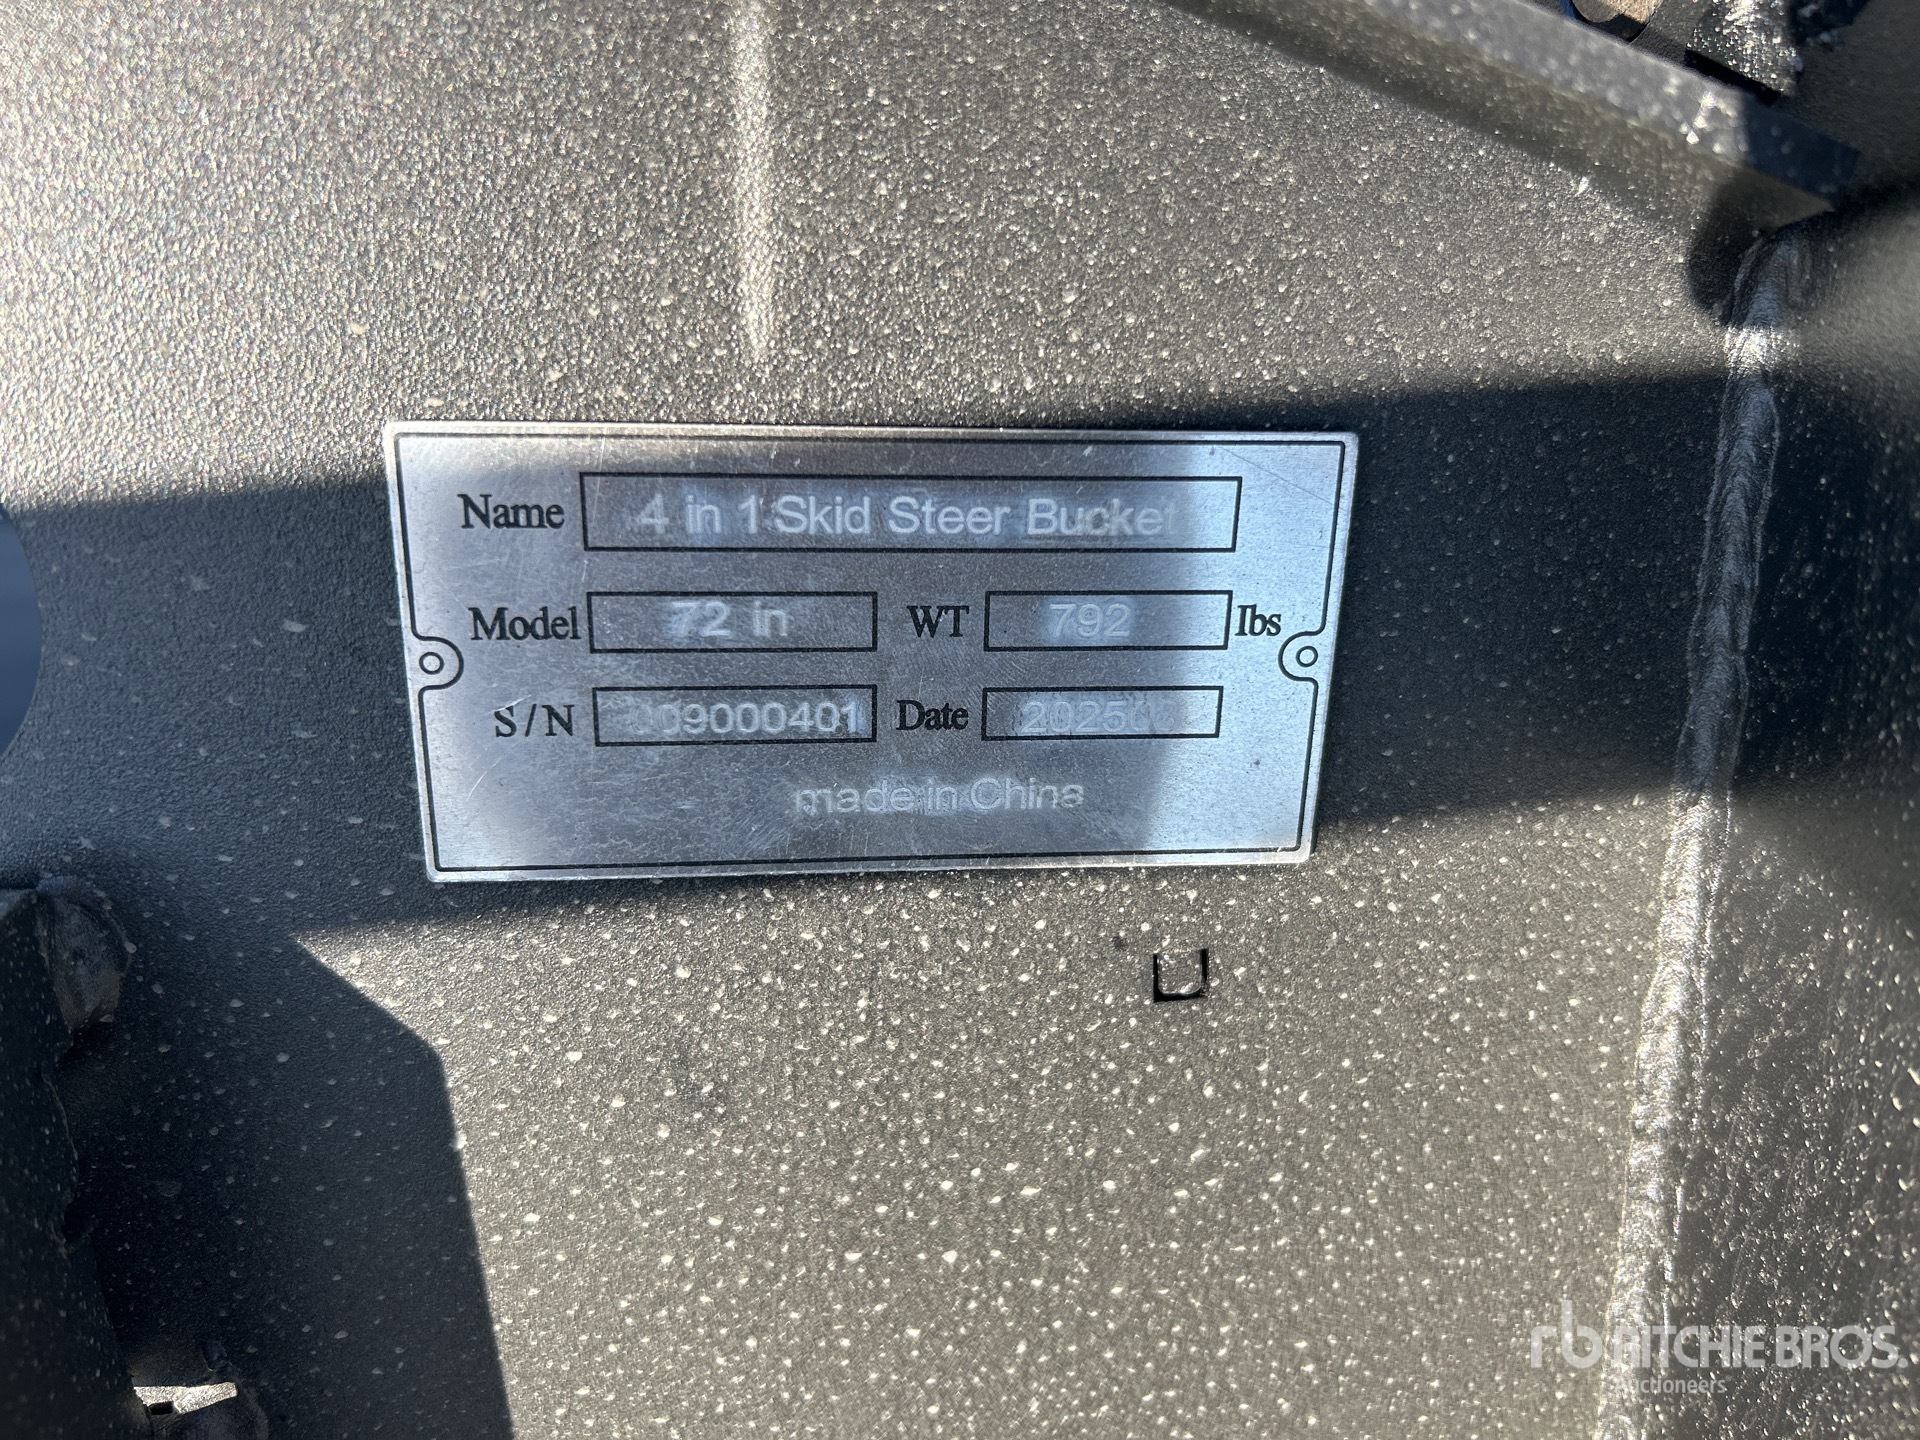 Name 4 in 1 Skid Steer Bucket
Model 72 in WT 792 Ibs
S/N Date
made in China
rb RITCHIE BROS.
Auctioneers